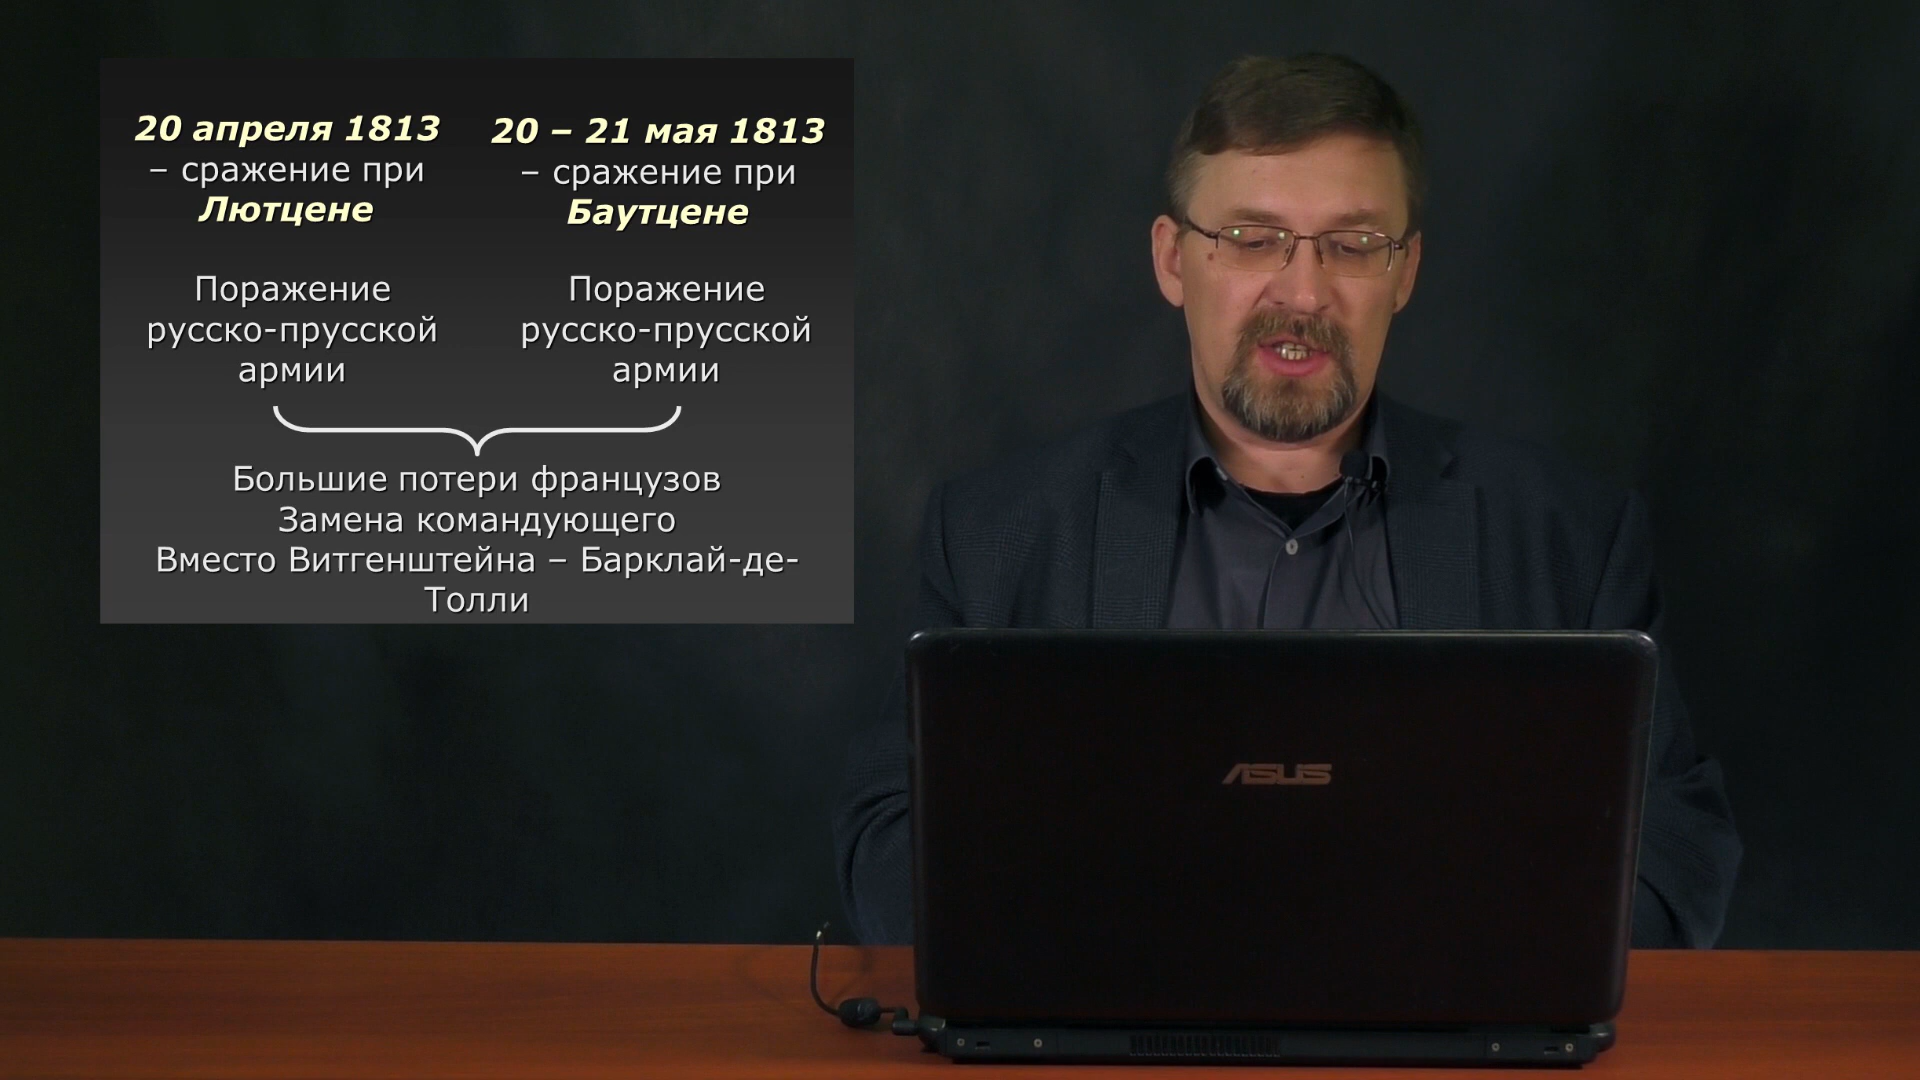 20 апреля 1813
– сражение при
Лютцене
20 – 21 мая 1813
– сражение при
Баутцене
Поражение
русско-прусской
армии
Поражение
русско-прусской
армии
Большие потери французов
Замена командующего
Вместо Витгенштейна – Барклай-де-
Толли
ASUS